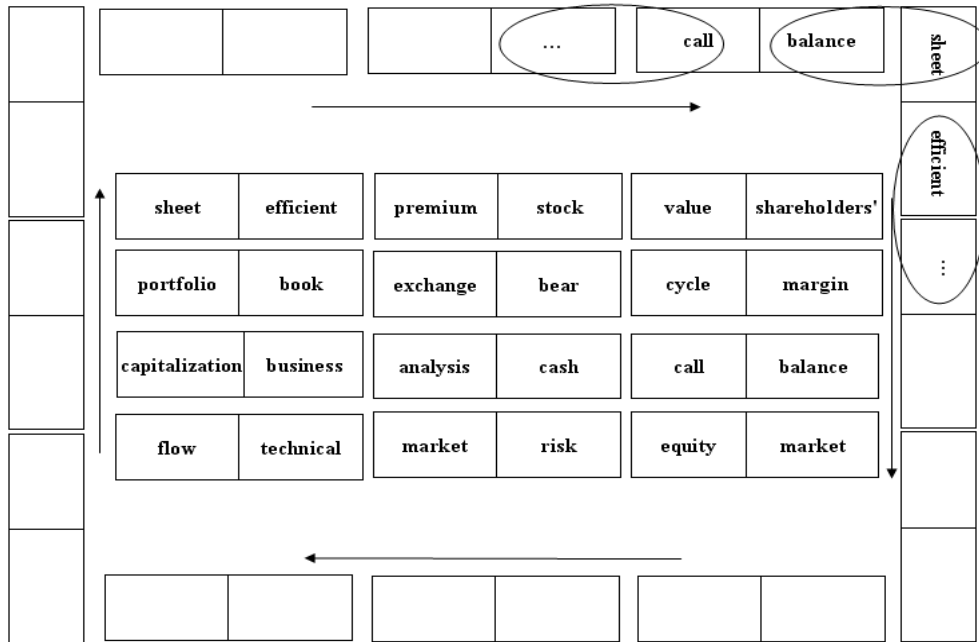 ... call balance sheet
efficient
...
sheet efficient premium stock value shareholders'
portfolio book exchange bear cycle margin
capitalization business analysis cash call balance
flow technical market risk equity market